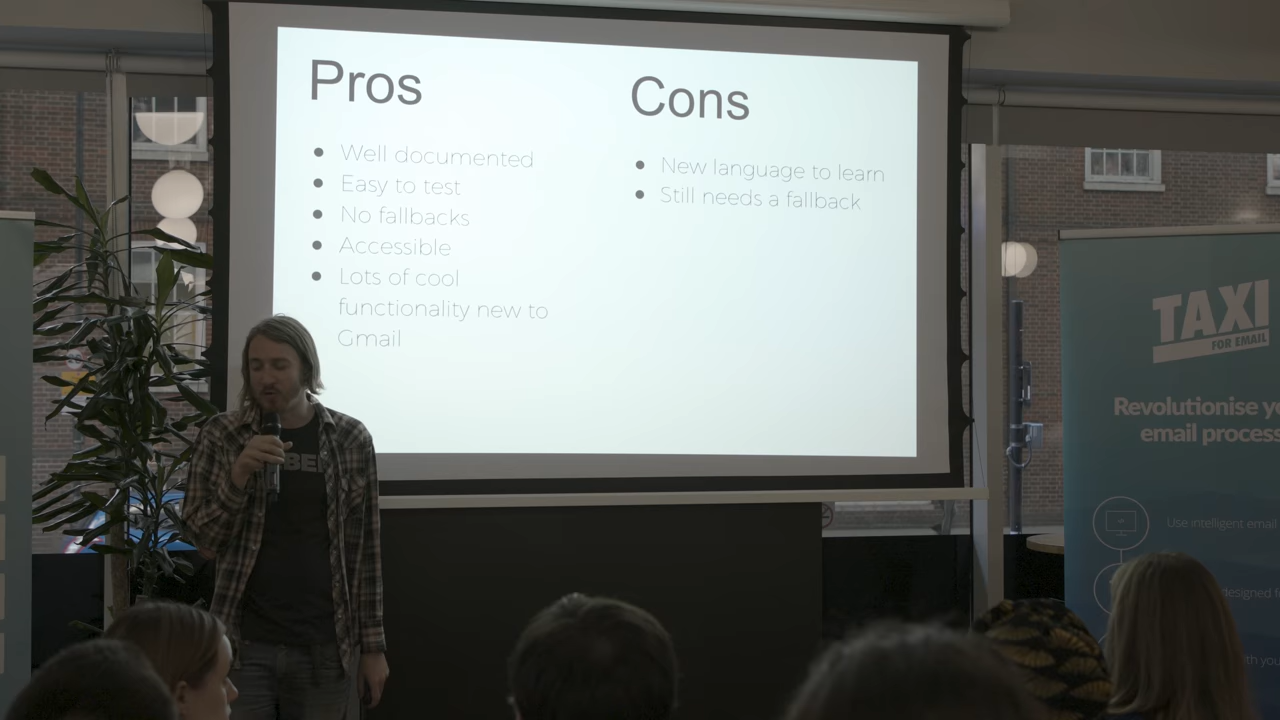 Pros
Well documented
Easy to test
No fallbacks
Accessible
Lots of cool
functionality new to
Gmail
Cons
New language to learn
Still needs a fallback
TAXI
FOR EMAIL
Revolutionise
email process
Use intelligent email
designed